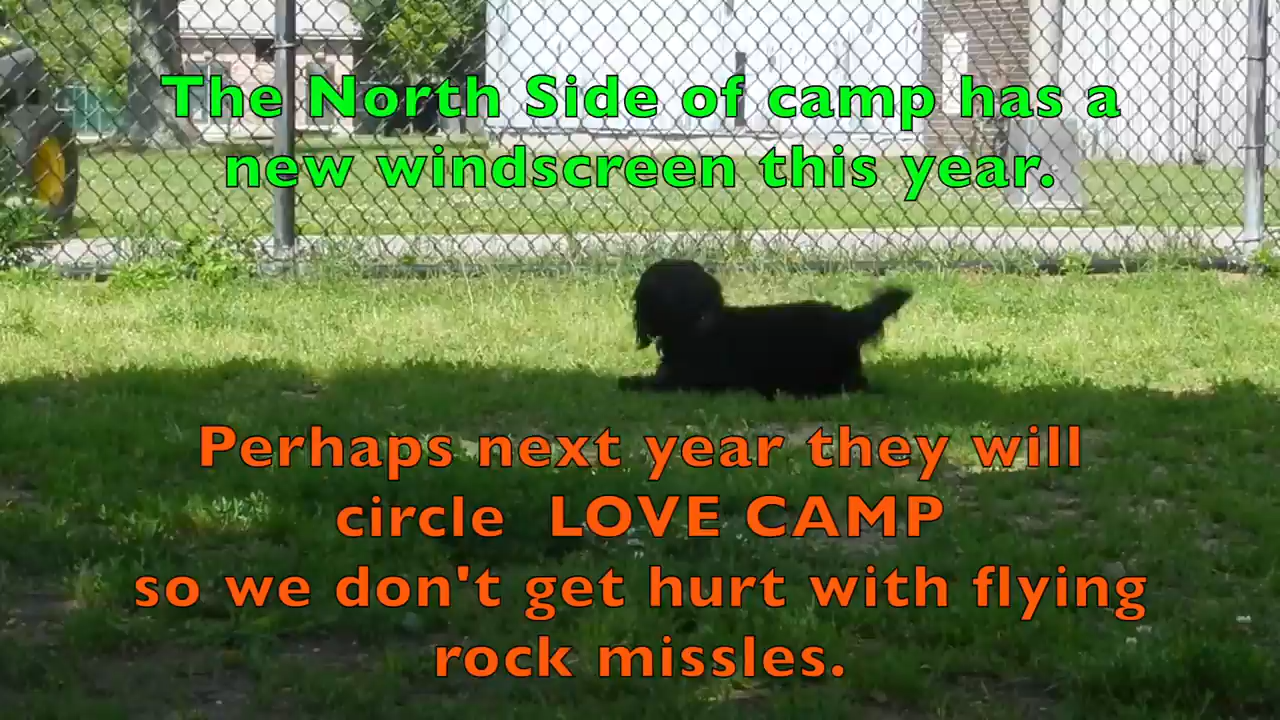 The North Side of camp has a
new windscreen this year.
Perhaps next year they will
circle  LOVE CAMP
so we don't get hurt with flying
rock missles.